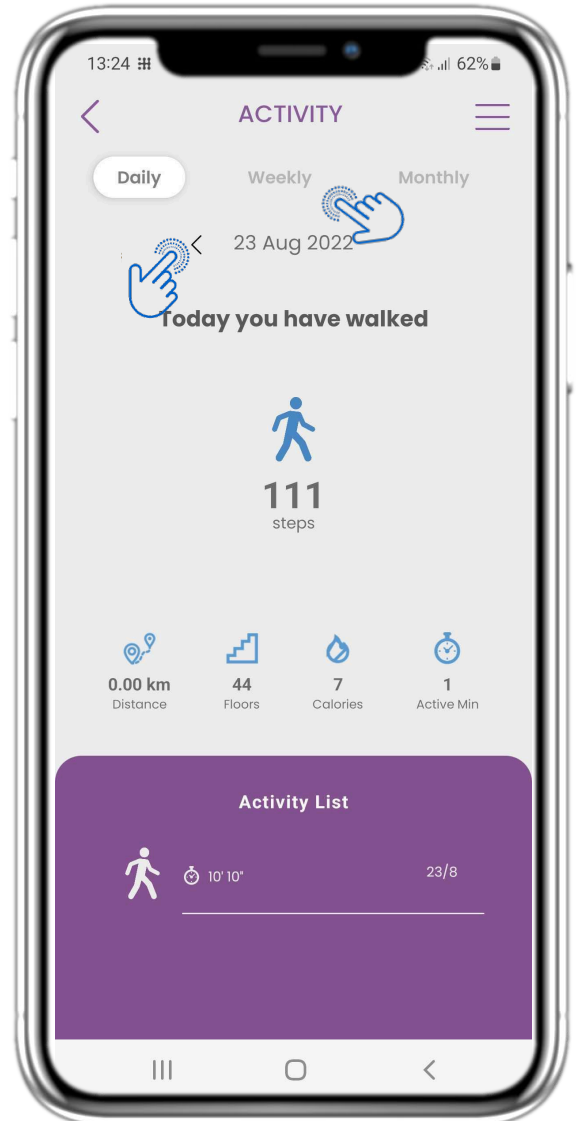 13:24 62%
ACTIVITY
Daily Weekly Monthly
23 Aug 2022
Today you have walked
111
steps
0.00 km 44 7 1
Distance Floors Calories Active Min
Activity List
10' 10" 23/8